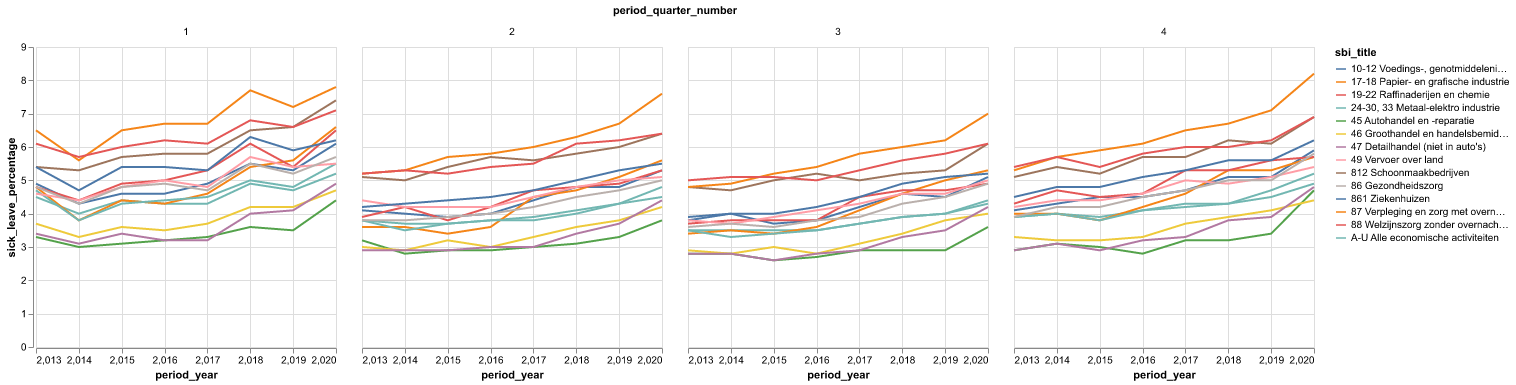 period_quarter_number
1 2 3 4
sick_leave_percentage
9
8
7
6
5
4
3
2
1
0
2,013 2,014 2,015 2,016 2,017 2,018 2,019 2,020
2,013 2,014 2,015 2,016 2,017 2,018 2,019 2,020
2,013 2,014 2,015 2,016 2,017 2,018 2,019 2,020
2,013 2,014 2,015 2,016 2,017 2,018 2,019 2,020
period_year period_year period_year period_year
sbi_title
10-12 Voedings-, genotmiddeleni…
17-18 Papier- en grafische industrie
19-22 Raffinaderijen en chemie
24-30, 33 Metaal-elektro industrie
45 Autohandel en -reparatie
46 Groothandel en handelsbemid…
47 Detailhandel (niet in auto's)
49 Vervoer over land
812 Schoonmaakbedrijven
86 Gezondheidszorg
861 Ziekenhuizen
87 Verpleging en zorg met overn…
88 Welzijnszorg zonder overnach…
A-U Alle economische activiteiten